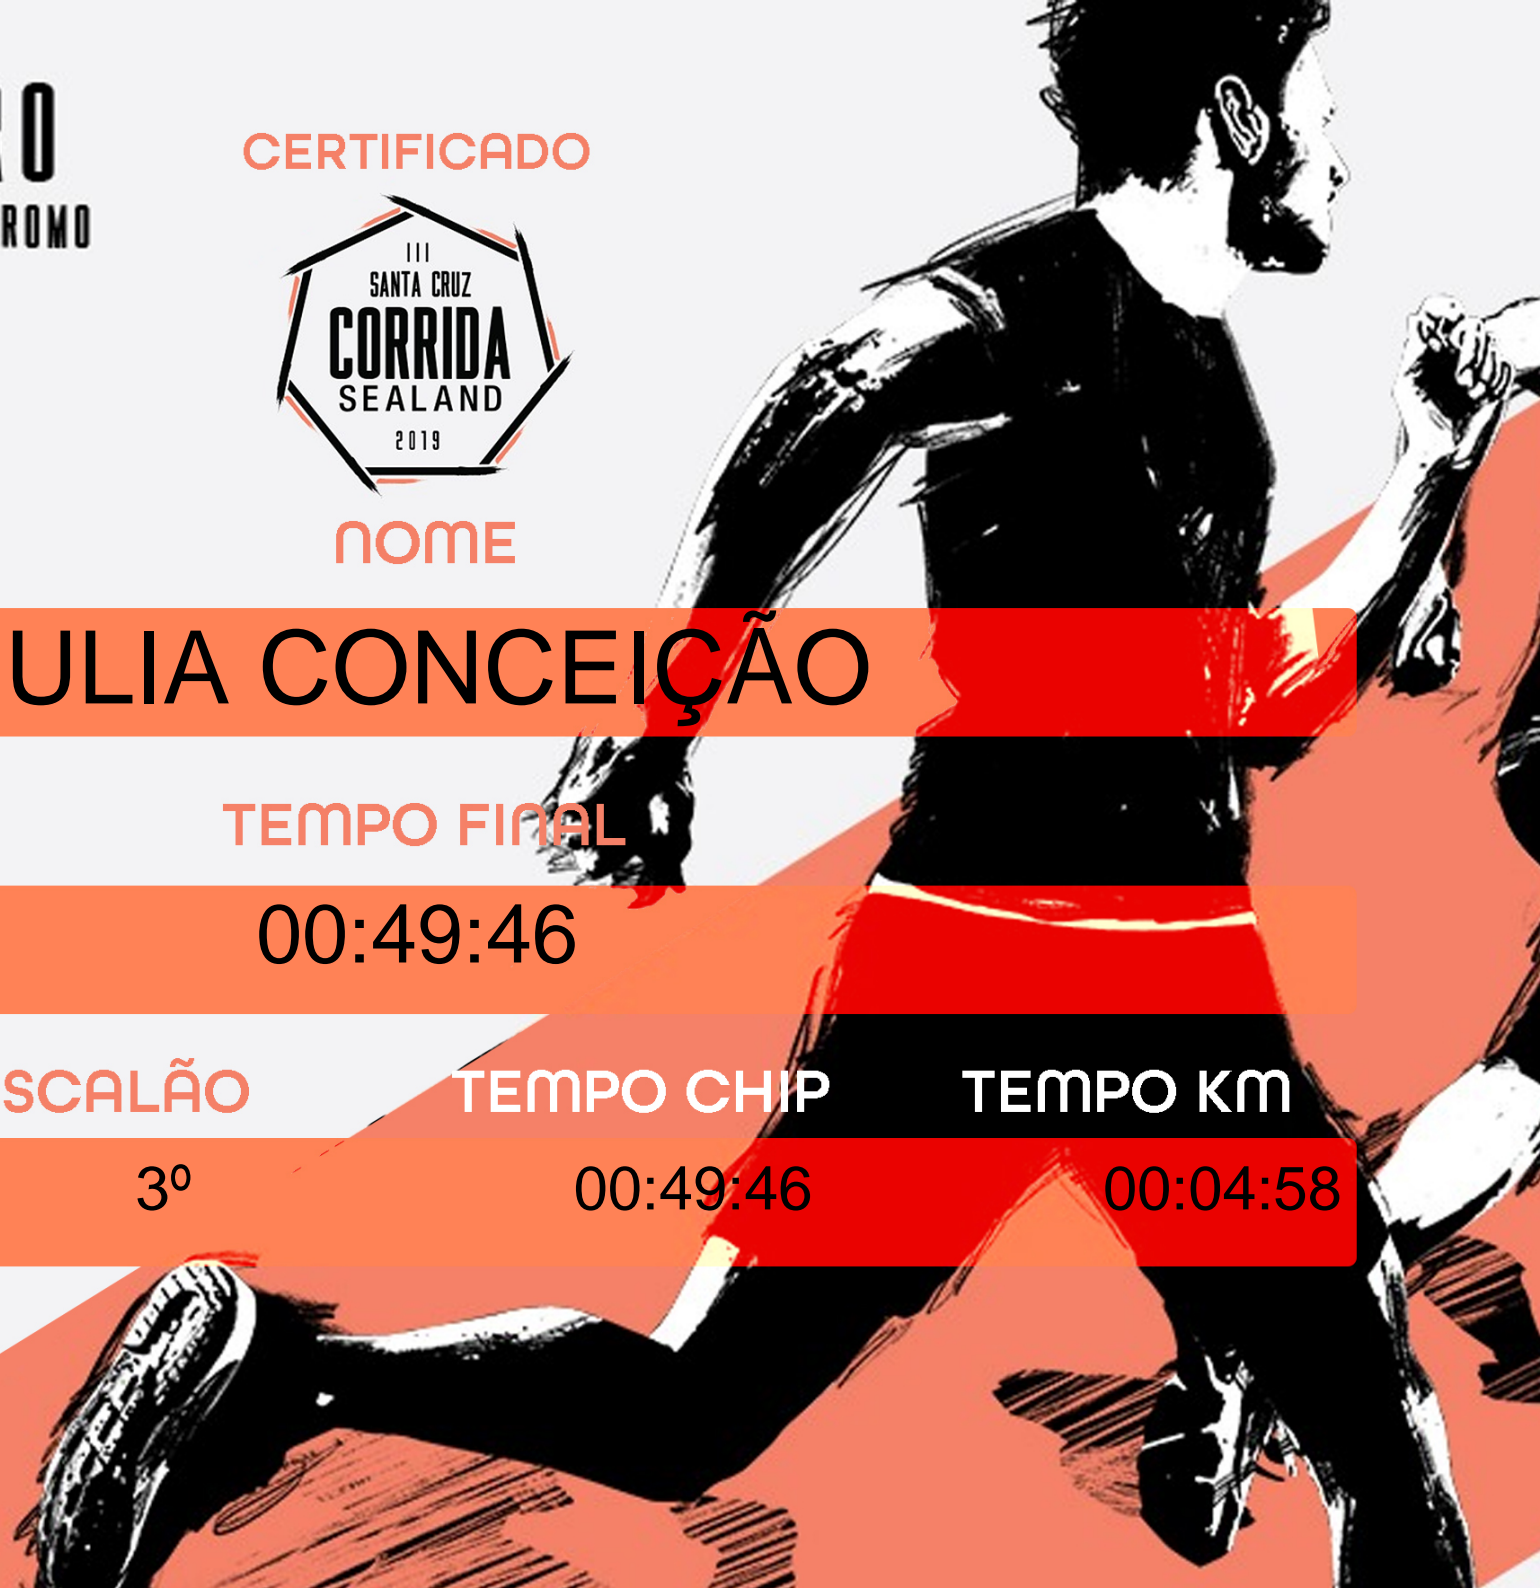 RO
ROMO
CERTIFICADO
III
SANTA CRUZ
CORRIDA
SEALAND
2019
NOME
ULIA CONCEIÇÃO
TEMPO FINAL
00:49:46
SCALÃO TEMPO CHIP TEMPO KM
3º 00:49:46 00:04:58